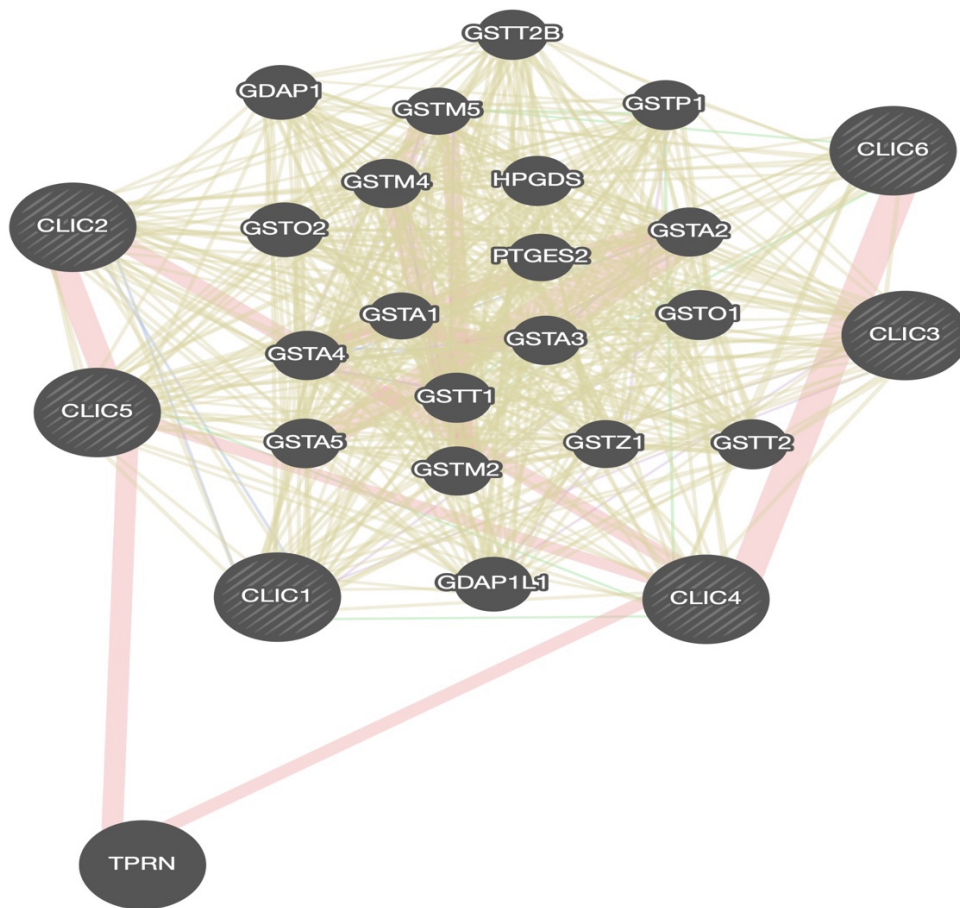 GSTT2B
GDAP1
GSTM5
GSTP1
CLIC6
GSTM4
HPGDS
CLIC2
GSTO2
GSTA2
PTGES2
GSTA1
GSTO1
CLIC3
GSTA4
GSTA3
GSTT1
CLIC5
GSTA5
GSTZ1
GSTT2
GSTM2
GDAP1L1
CLIC1
CLIC4
TPRN